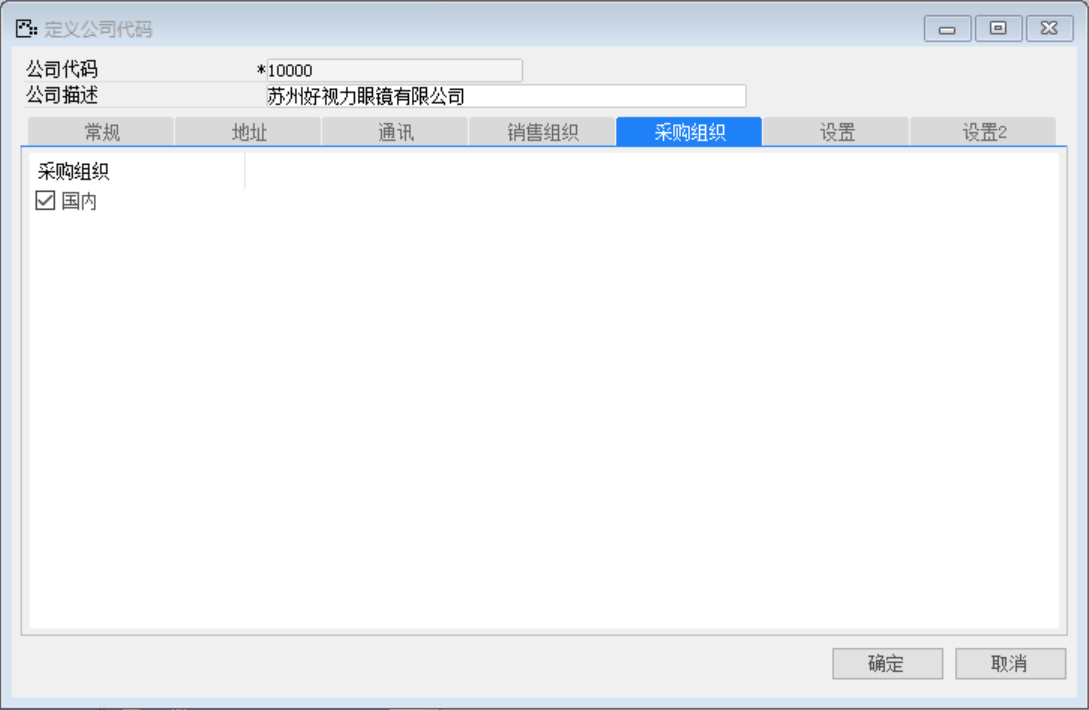 定义公司代码
公司代码 *10000
公司描述 苏州好视力眼镜有限公司
常规 地址 通讯 销售组织 采购组织 设置 设置2
采购组织
国内
确定 取消